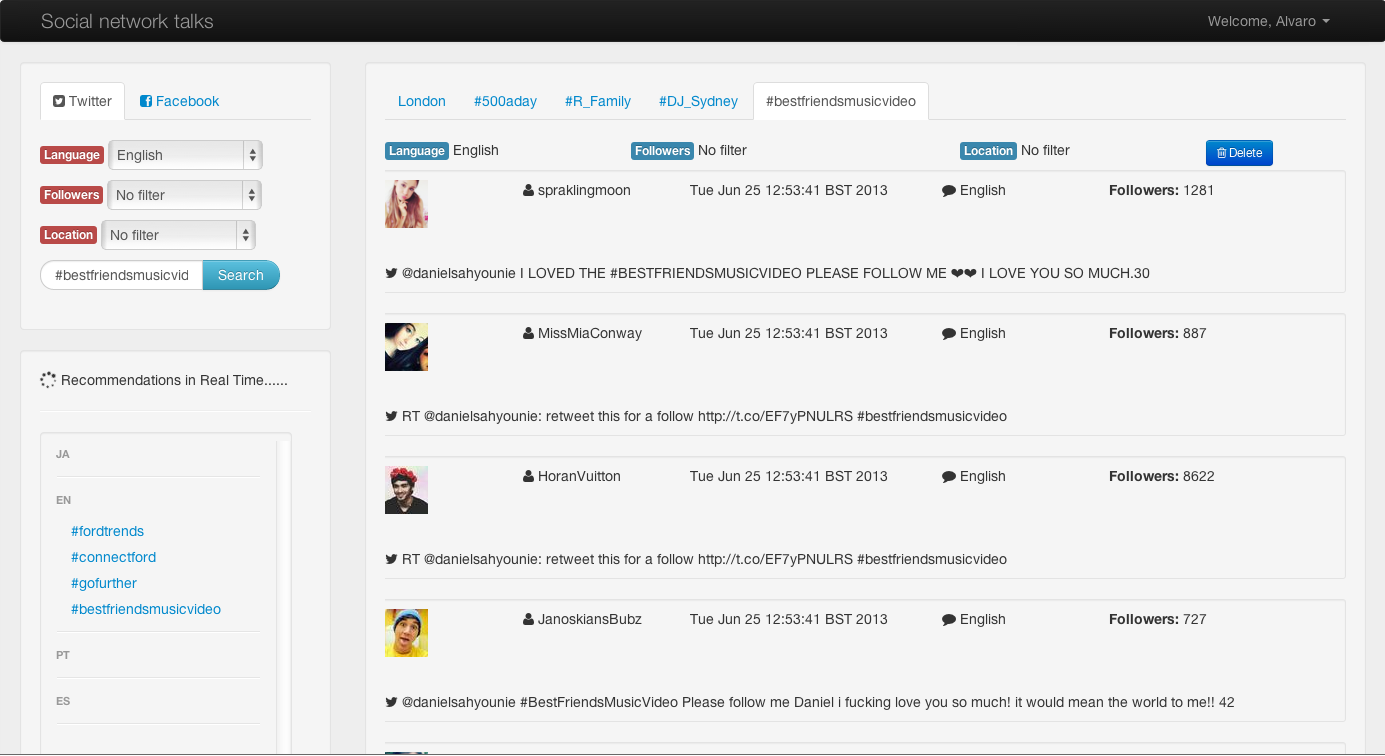 Social network talks
Welcome, Alvaro
Twitter
Facebook
Language English
Followers No filter
Location No filter
#bestfriendsmusicvid Search
Recommendations in Real Time......
JA
EN
#fordtrends
#connectford
#gofurther
#bestfriendsmusicvideo
PT
ES
London #500aday #R_Family #DJ_Sydney #bestfriendsmusicvideo
Language English Followers No filter Location No filter Delete
spraklingmoon Tue Jun 25 12:53:41 BST 2013 English Followers: 1281
@danielsahyounie I LOVED THE #BESTFRIENDSMUSICVIDEO PLEASE FOLLOW ME ❤❤ I LOVE YOU SO MUCH.30
MissMiaConway Tue Jun 25 12:53:41 BST 2013 English Followers: 887
RT @danielsahyounie: retweet this for a follow http://t.co/EF7yPNULRS #bestfriendsmusicvideo
HoranVuitton Tue Jun 25 12:53:41 BST 2013 English Followers: 8622
RT @danielsahyounie: retweet this for a follow http://t.co/EF7yPNULRS #bestfriendsmusicvideo
JanoskiansBubz Tue Jun 25 12:53:41 BST 2013 English Followers: 727
@danielsahyounie #BestFriendsMusicVideo Please follow me Daniel i fucking love you so much! it would mean the world to me!! 42